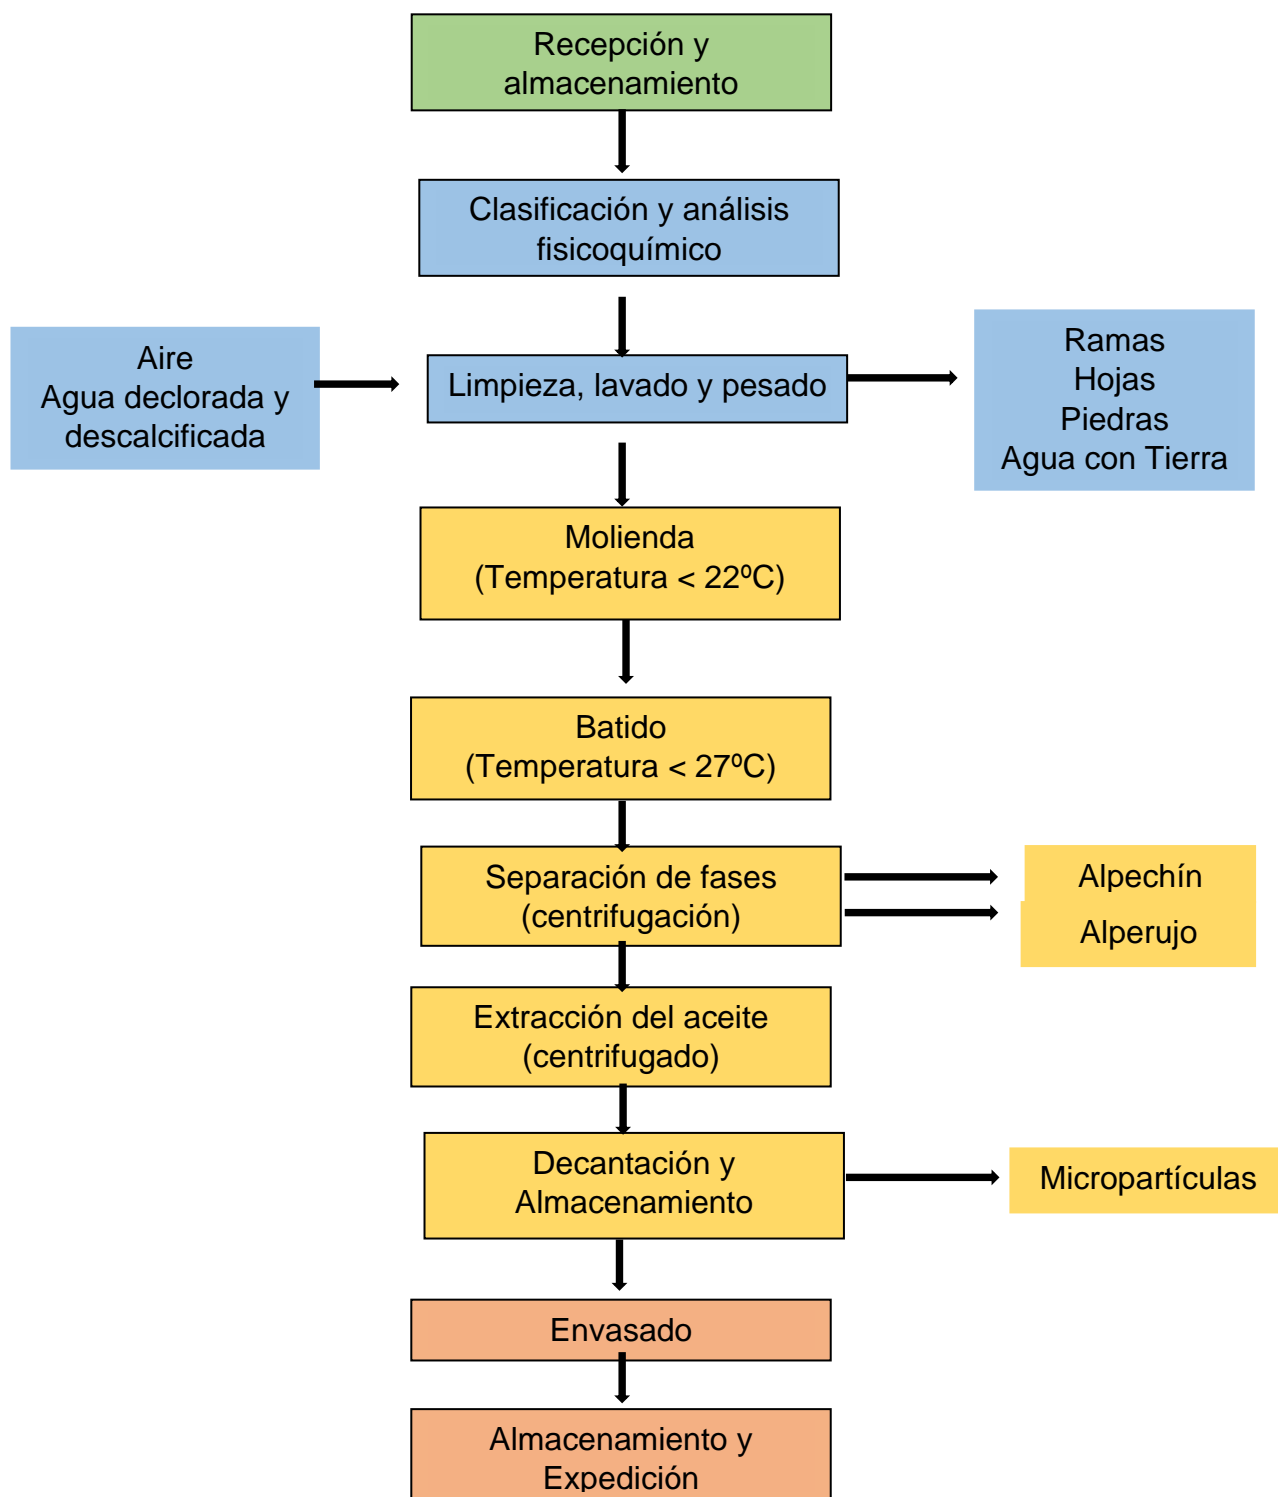 Recepción y
almacenamiento
Clasificación y análisis
fisicoquímico
Aire
Agua declorada y
descalcificada
Limpieza, lavado y pesado
Ramas
Hojas
Piedras
Agua con Tierra
Molienda
(Temperatura < 22ºC)
Batido
(Temperatura < 27ºC)
Separación de fases
(centrifugación)
Alpechín
Alperujo
Extracción del aceite
(centrifugado)
Decantación y
Almacenamiento
Micropartículas
Envasado
Almacenamiento y
Expedición